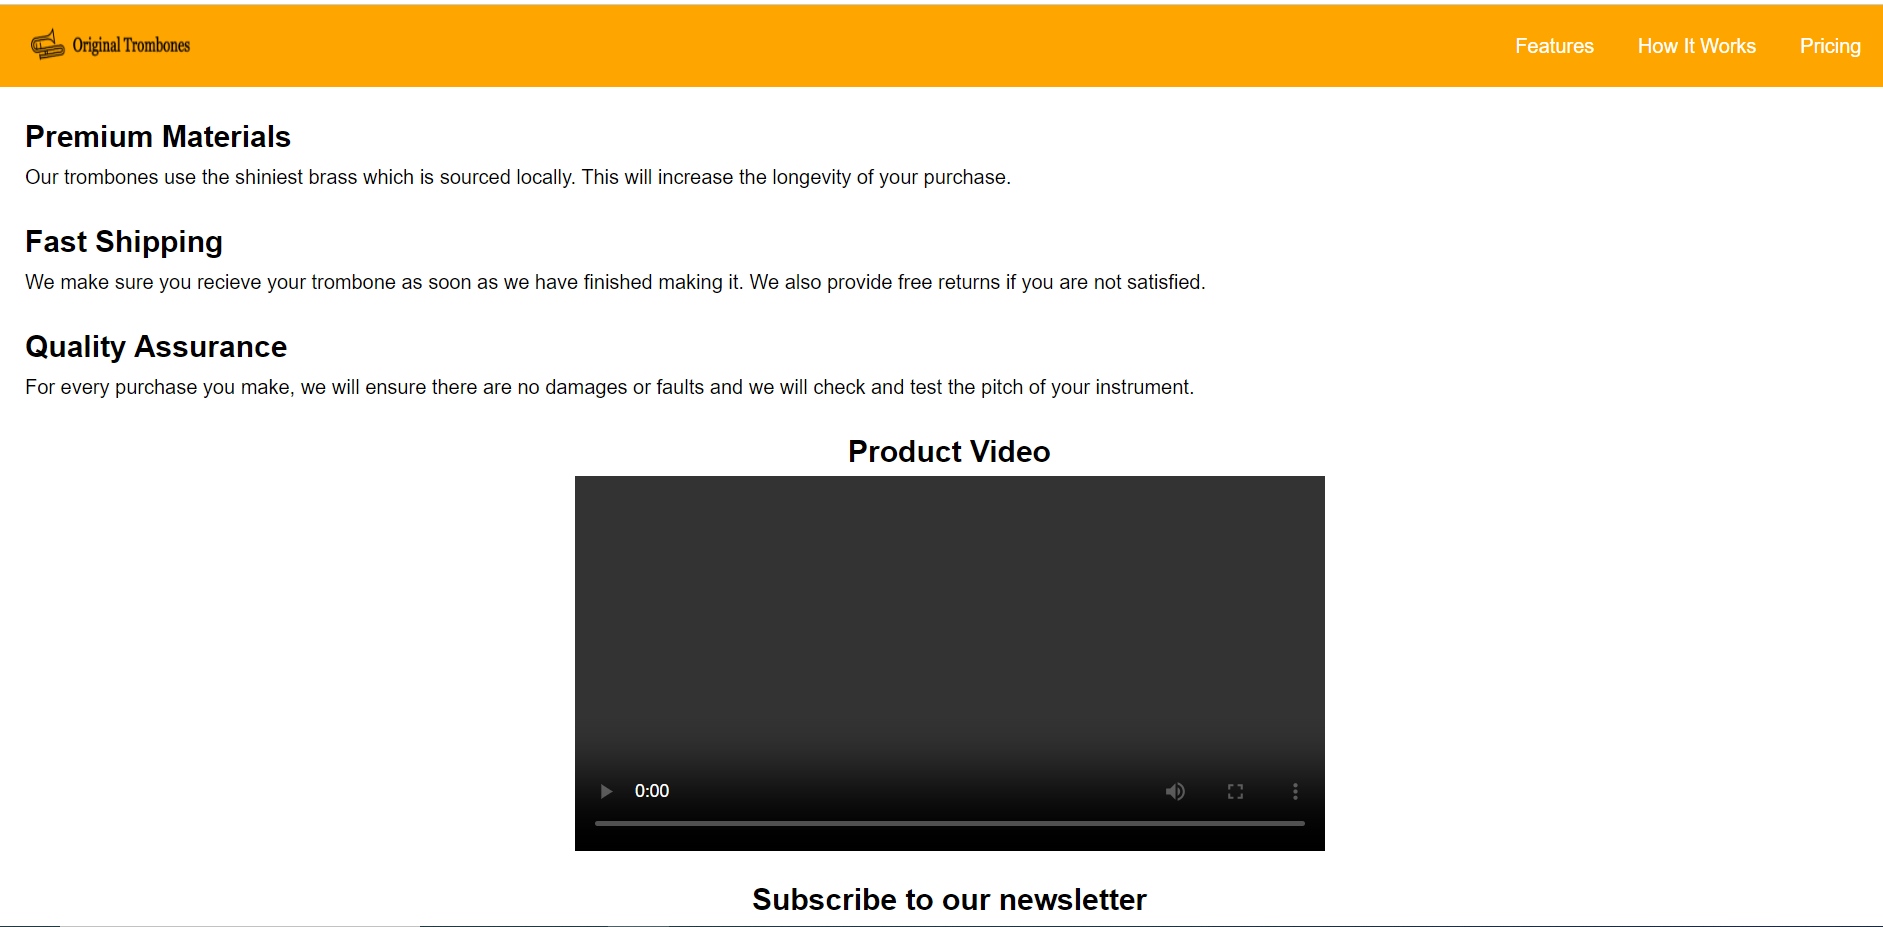 Original Trombones
Features
How It Works
Pricing
Premium Materials
Our trombones use the shiniest brass which is sourced locally. This will increase the longevity of your purchase.
Fast Shipping
We make sure you recieve your trombone as soon as we have finished making it. We also provide free returns if you are not satisfied.
Quality Assurance
For every purchase you make, we will ensure there are no damages or faults and we will check and test the pitch of your instrument.
Product Video
0:00
Subscribe to our newsletter